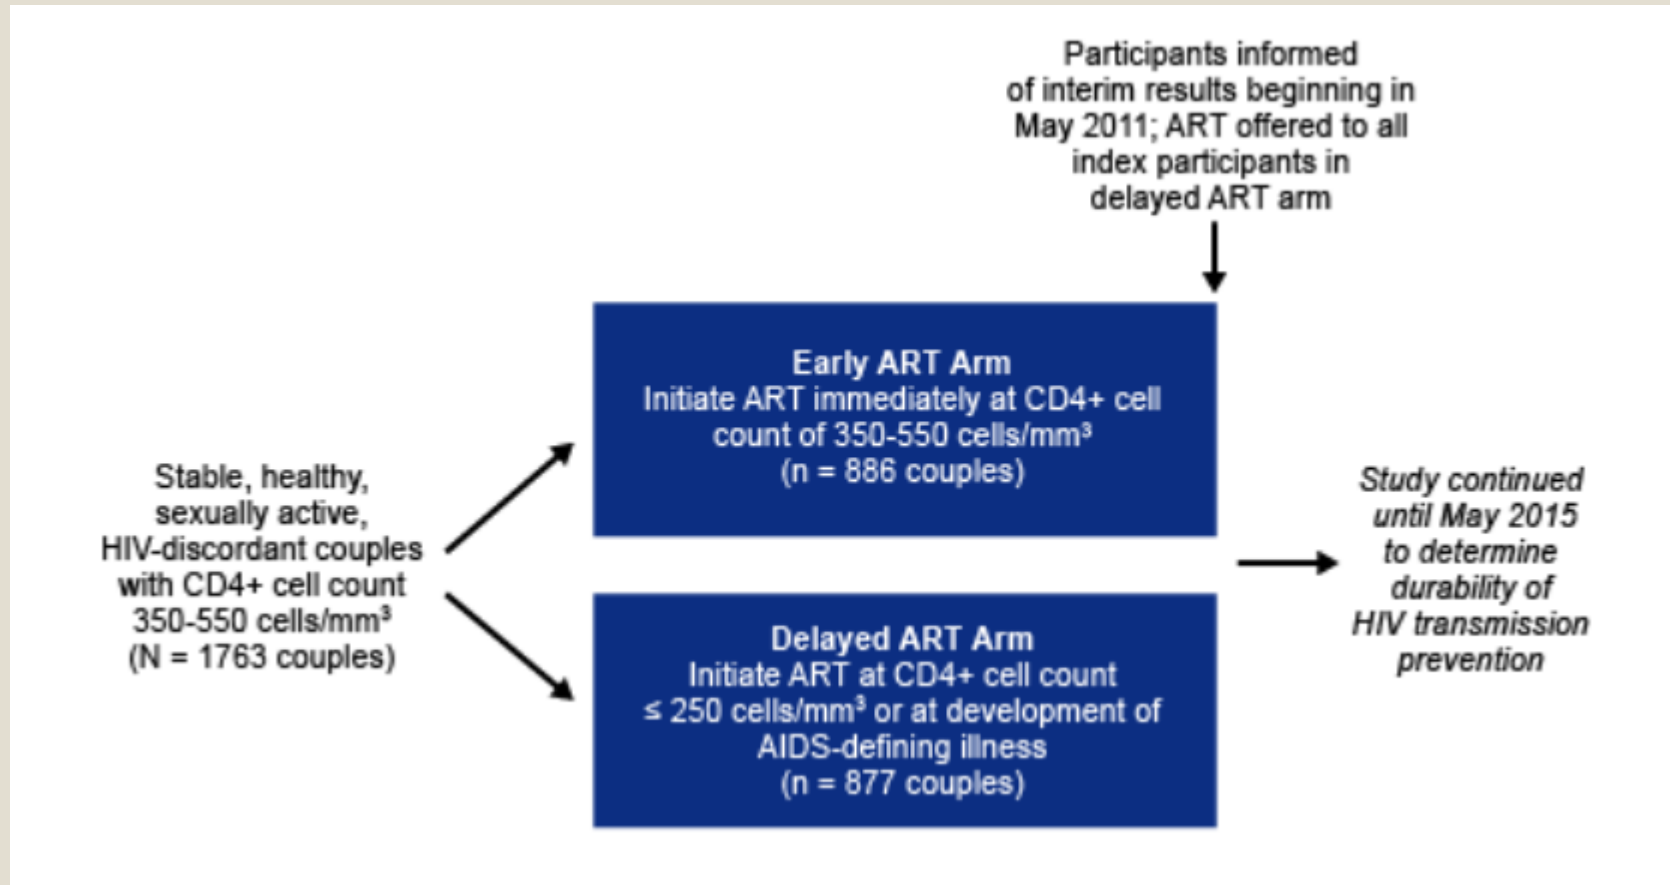 Participants informed
of interim results beginning in
May 2011; ART offered to all
index participants in
delayed ART arm
Stable, healthy,
sexually active,
HIV-discordant couples
with CD4+ cell count
350-550 cells/mm³
(N = 1763 couples)
Early ART Arm
Initiate ART immediately at CD4+ cell
count of 350-550 cells/mm³
(n = 886 couples)
Delayed ART Arm
Initiate ART at CD4+ cell count
≤ 250 cells/mm³ or at development of
AIDS-defining illness
(n = 877 couples)
Study continued
until May 2015
to determine
durability of
HIV transmission
prevention